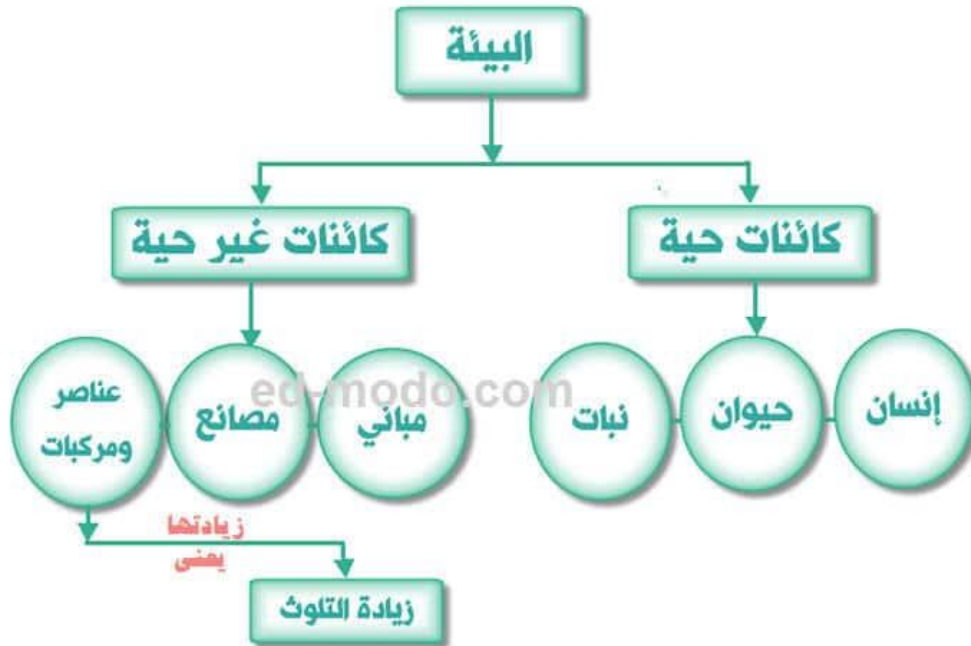 البيئة
كائنات حية
كائنات غير حية
إنسان
حيوان
نبات
مباني
مصانع
عناصر
ومركبات
ed-modo.com
زيادتها
يعنى
زيادة التلوث